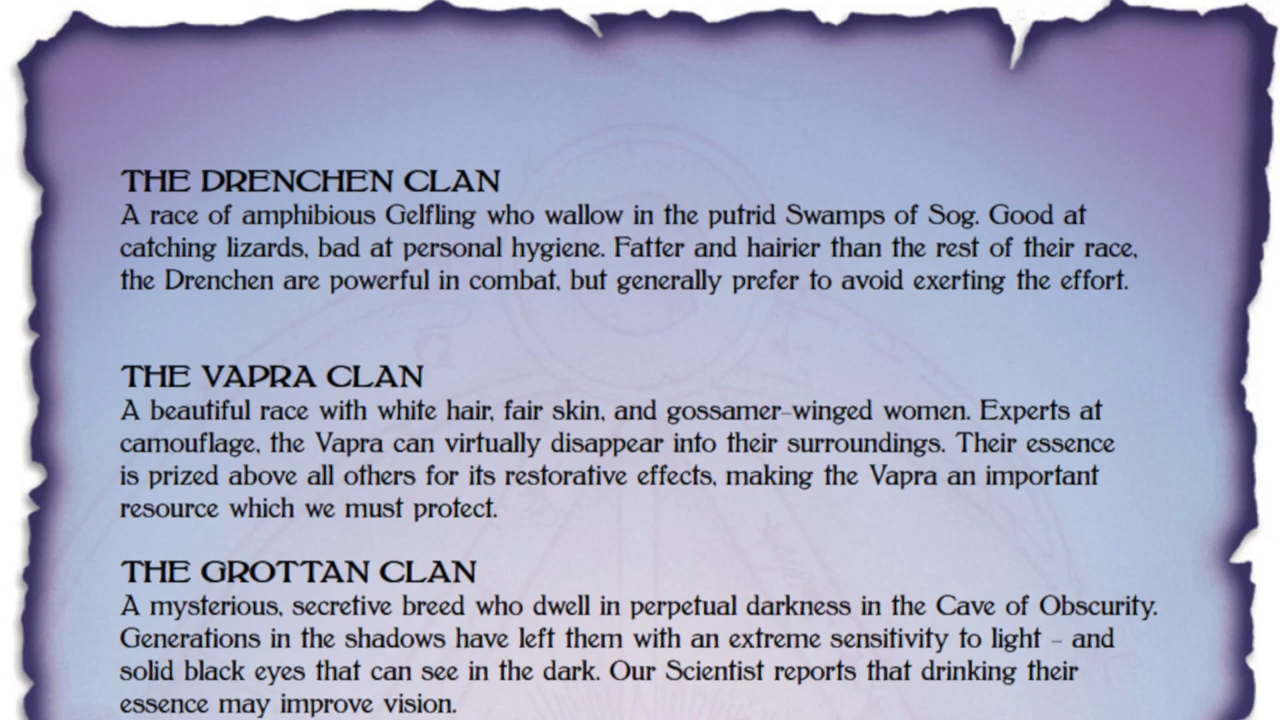 THE DRENCHEN CLAN
A race of amphibious Gelfling who wallow in the putrid Swamps of Sog. Good at
catching lizards, bad at personal hygiene. Fatter and hairier than the rest of their race,
the Drenchen are powerful in combat, but generally prefer to avoid exerting the effort.
THE VAPRA CLAN
A beautiful race with white hair, fair skin, and gossamer-winged women. Experts at
camouflage, the Vapra can virtually disappear into their surroundings. Their essence
is prized above all others for its restorative effects, making the Vapra an important
resource which we must protect.
THE GROTTAN CLAN
A mysterious, secretive breed who dwell in perpetual darkness in the Cave of Obscurity.
Generations in the shadows have left them with an extreme sensitivity to light – and
solid black eyes that can see in the dark. Our Scientist reports that drinking their
essence may improve vision.